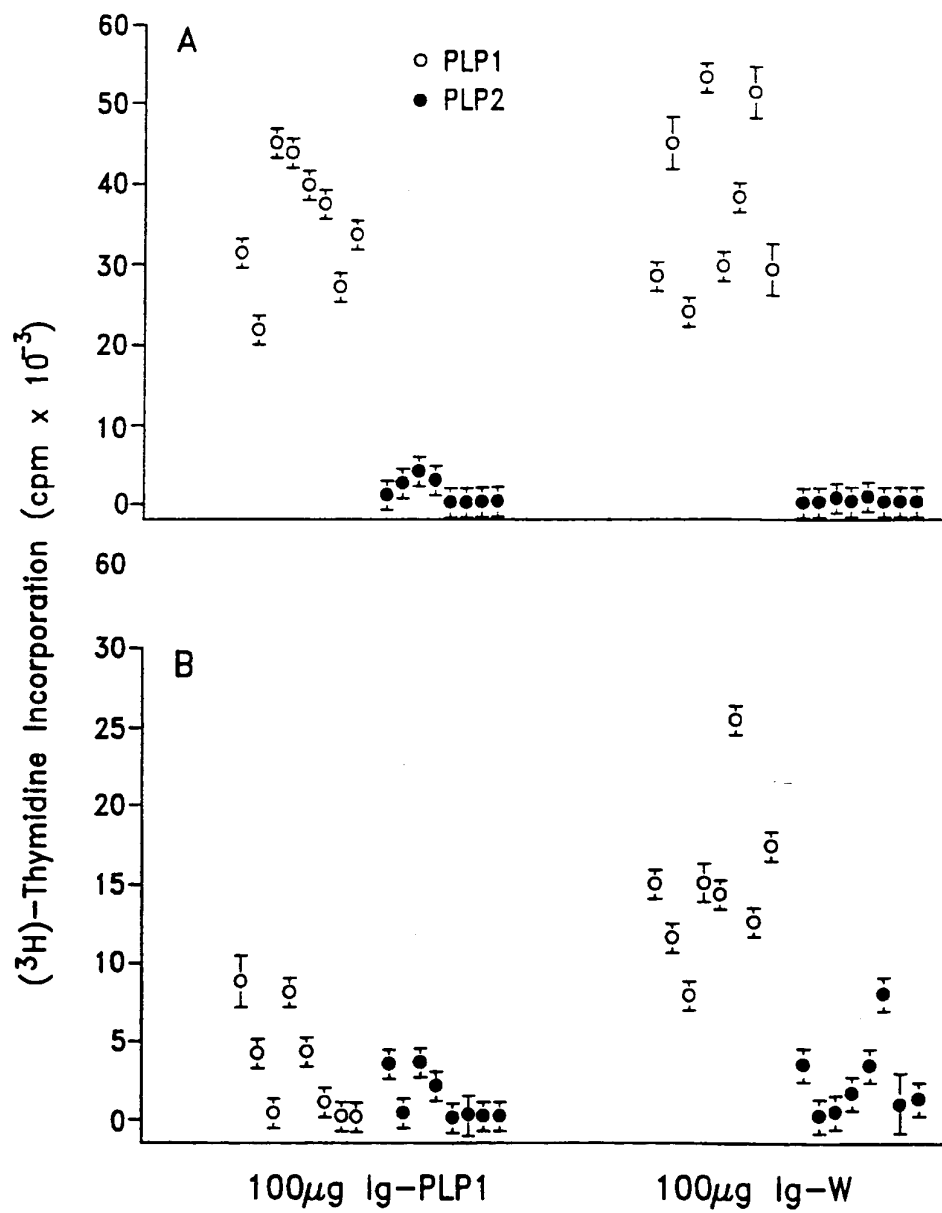 (³H)-Thymidine Incorporation (cpm x 10⁻³)
A
PLP1
PLP2
60
50
40
30
20
10
0
60
B
30
25
20
15
10
5
0
100µg Ig-PLP1
100µg Ig-W